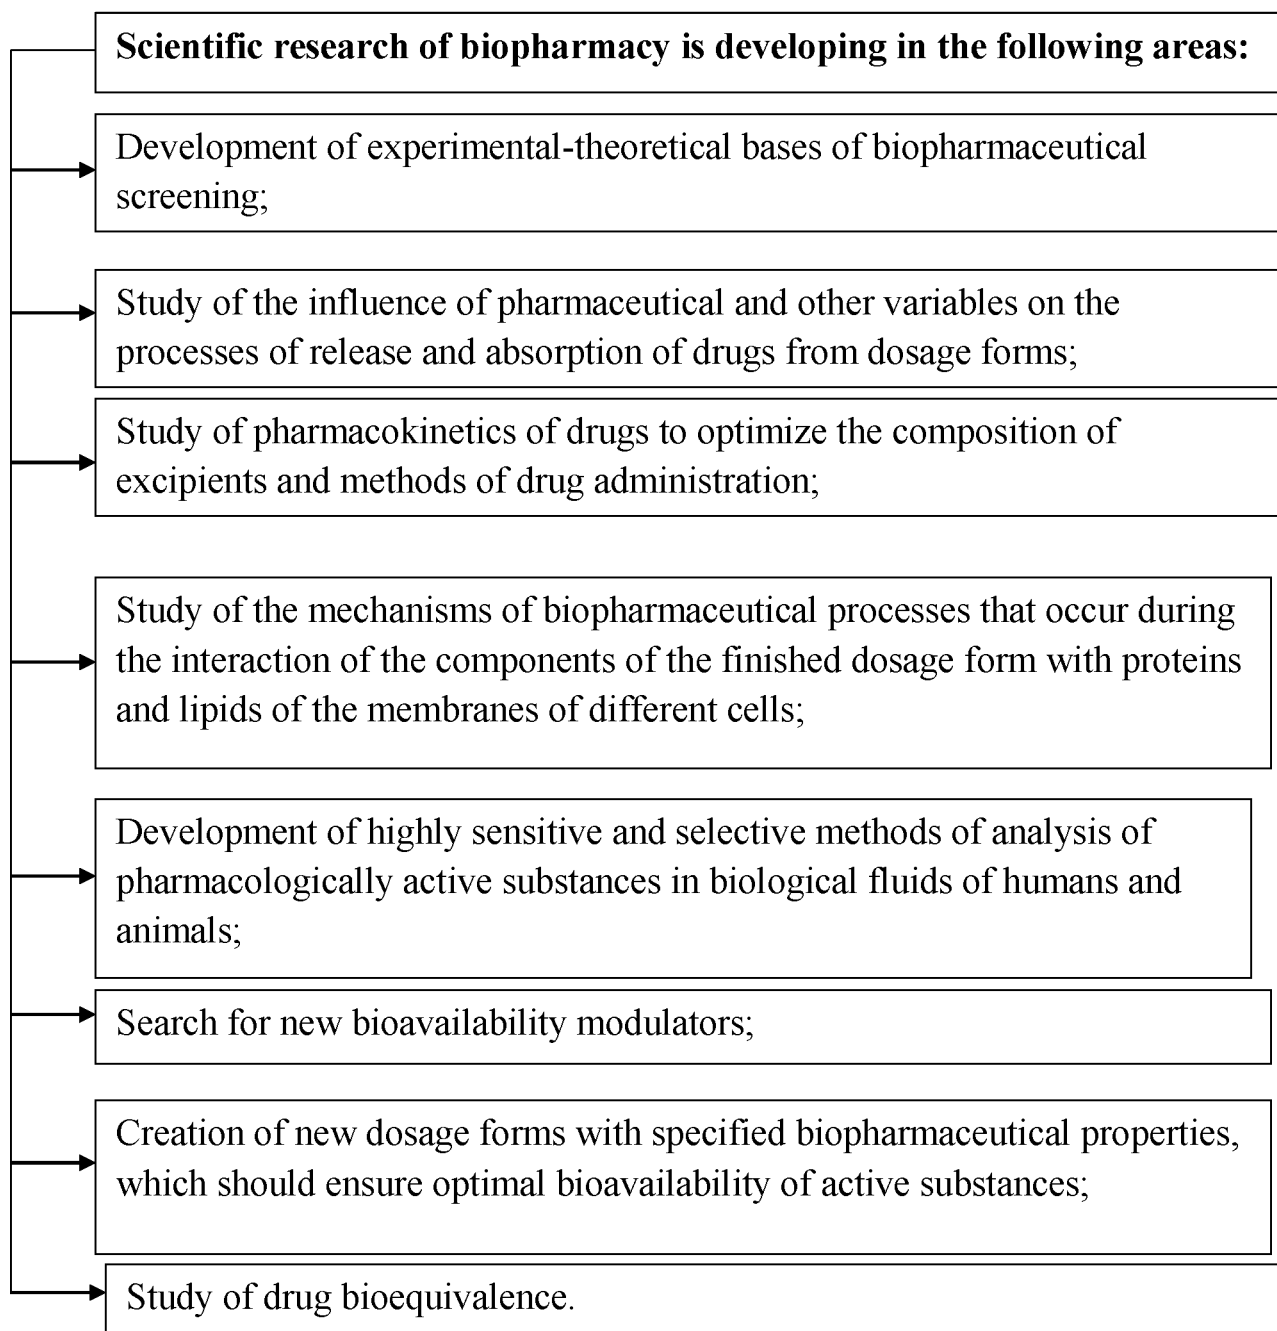 Scientific research of biopharmacy is developing in the following areas:
Development of experimental-theoretical bases of biopharmaceutical
screening;
Study of the influence of pharmaceutical and other variables on the
processes of release and absorption of drugs from dosage forms;
Study of pharmacokinetics of drugs to optimize the composition of
excipients and methods of drug administration;
Study of the mechanisms of biopharmaceutical processes that occur during
the interaction of the components of the finished dosage form with proteins
and lipids of the membranes of different cells;
Development of highly sensitive and selective methods of analysis of
pharmacologically active substances in biological fluids of humans and
animals;
Search for new bioavailability modulators;
Creation of new dosage forms with specified biopharmaceutical properties,
which should ensure optimal bioavailability of active substances;
Study of drug bioequivalence.